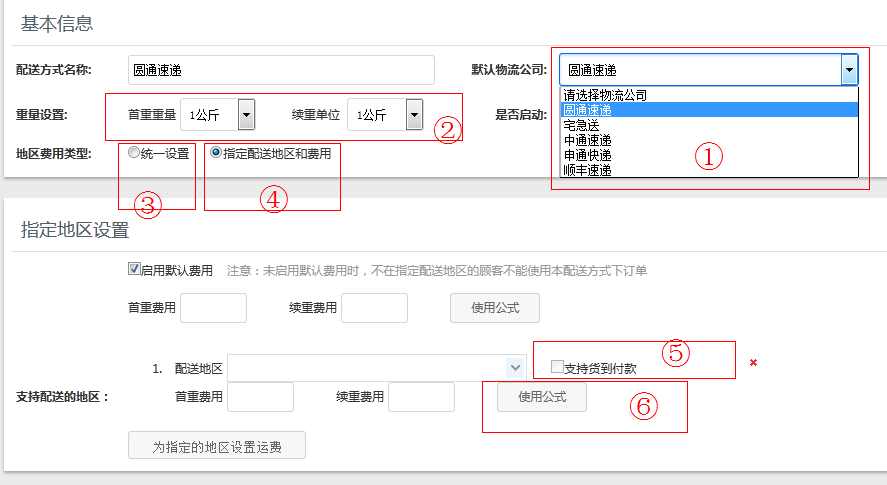 基本信息
配送方式名称: 圆通速递 默认物流公司: 圆通速递
请选择物流公司
圆通速递
宅急送
中通速递
申通快递
顺丰速递
①
重量设置: 首重重量 1公斤 续重单位 1公斤 ② 是否启动:
地区费用类型: 统一设置 指定配送地区和费用
③ ④
指定地区设置
启用默认费用 注意：未启用默认费用时，不在指定配送地区的顾客不能使用本配送方式下订单
首重费用 续重费用 使用公式
1. 配送地区 支持货到付款 ⑤
支持配送的地区： 首重费用 续重费用 使用公式 ⑥
为指定的地区设置运费